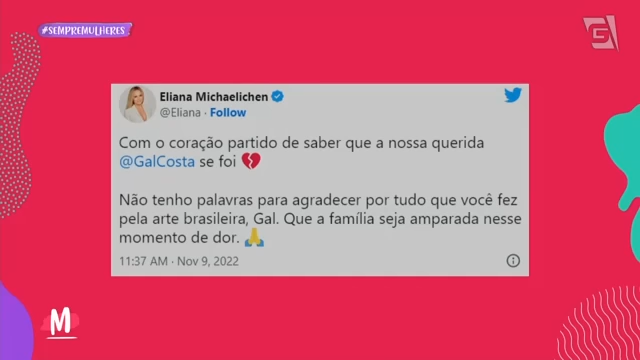 #SEMPREMULHERES
Eliana Michaelichen
@Eliana · Follow
Com o coração partido de saber que a nossa querida
@GalCosta se foi 💔
Não tenho palavras para agradecer por tudo que você fez
pela arte brasileira, Gal. Que a família seja amparada nesse
momento de dor. 🙏
11:37 AM · Nov 9, 2022
M